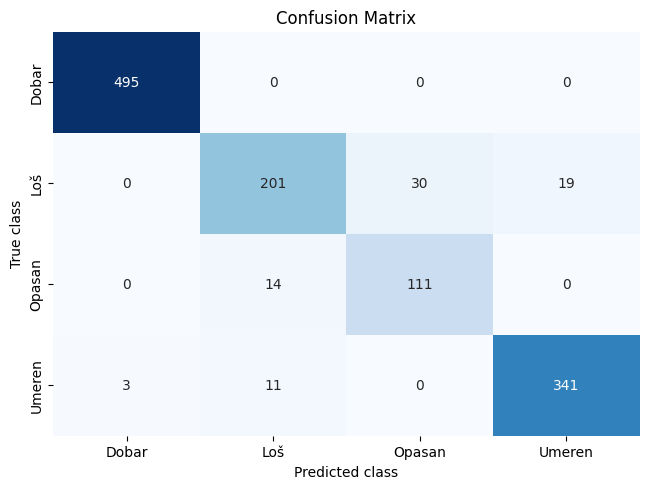 Confusion Matrix
Dobar
495 0 0 0
Loš
0 201 30 19
True class
Opasan
0 14 111 0
Umeren
3 11 0 341
Dobar Loš Opasan Umeren
Predicted class